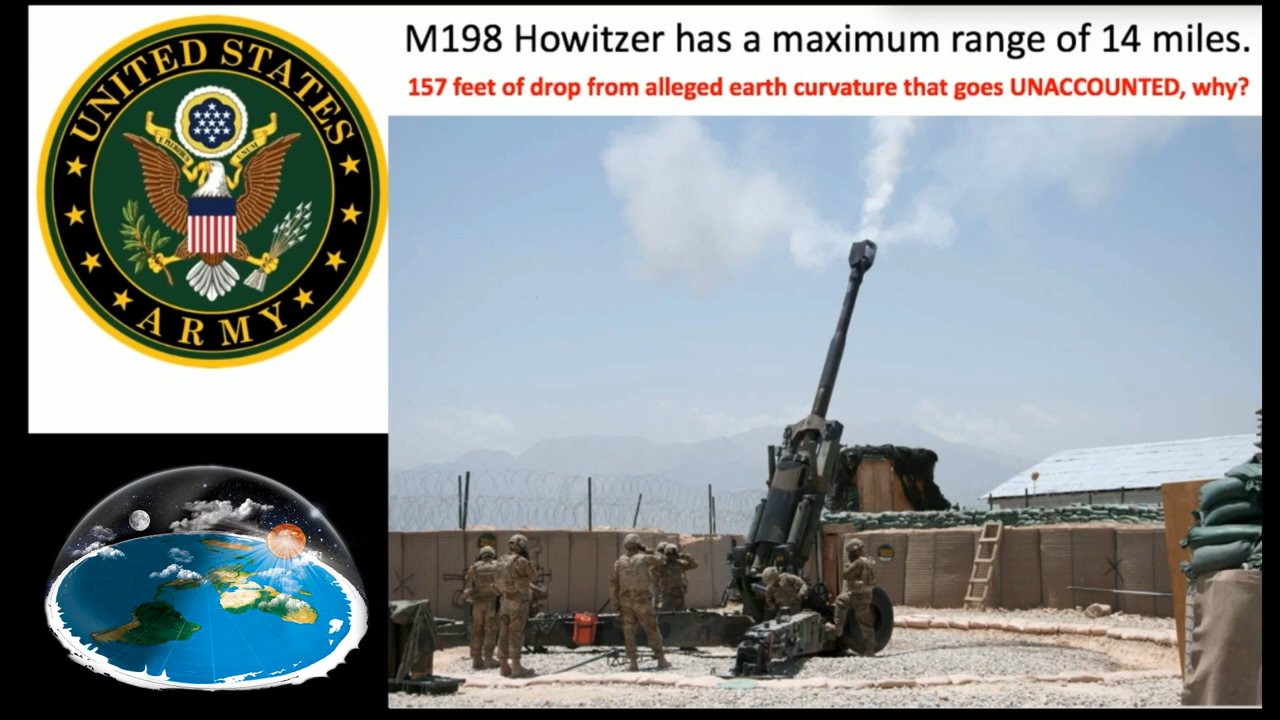 UNITED STATES
ARMY
M198 Howitzer has a maximum range of 14 miles.
157 feet of drop from alleged earth curvature that goes UNACCOUNTED, why?